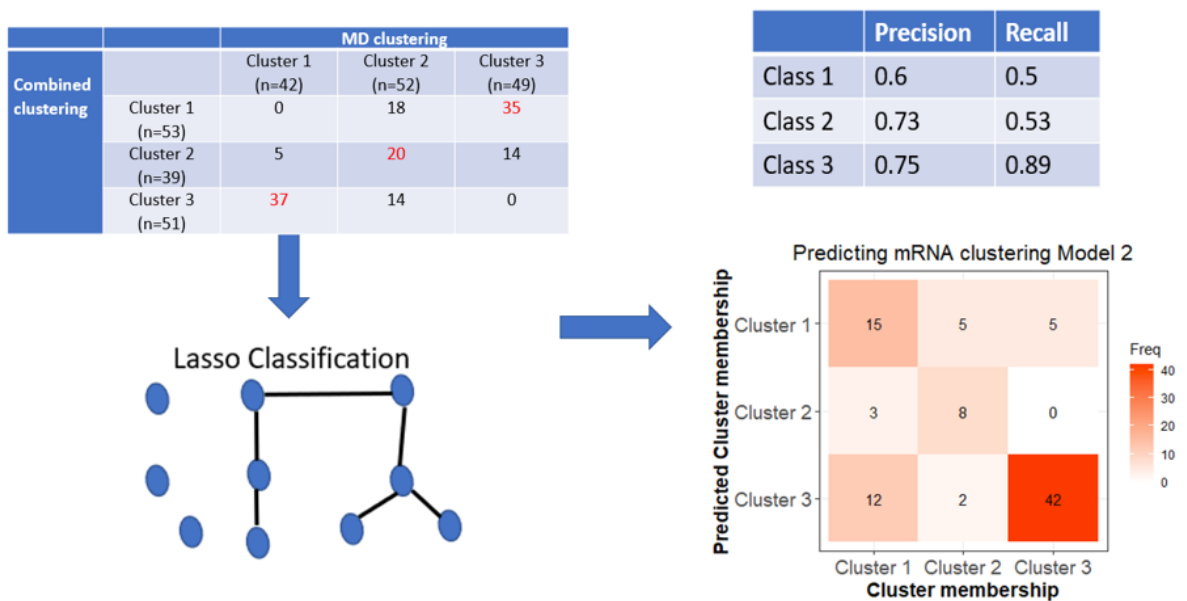 MD clustering
Combined clustering
Cluster 1 (n=42) Cluster 2 (n=52) Cluster 3 (n=49)
Cluster 1 (n=53) 0 18 35
Cluster 2 (n=39) 5 20 14
Cluster 3 (n=51) 37 14 0
Precision Recall
Class 1 0.6 0.5
Class 2 0.73 0.53
Class 3 0.75 0.89
Lasso Classification
Predicting mRNA clustering Model 2
Predicted Cluster membership
Cluster 1 15 5 5
Cluster 2 3 8 0
Cluster 3 12 2 42
Cluster 1 Cluster 2 Cluster 3
Cluster membership
Freq
40
30
20
10
0